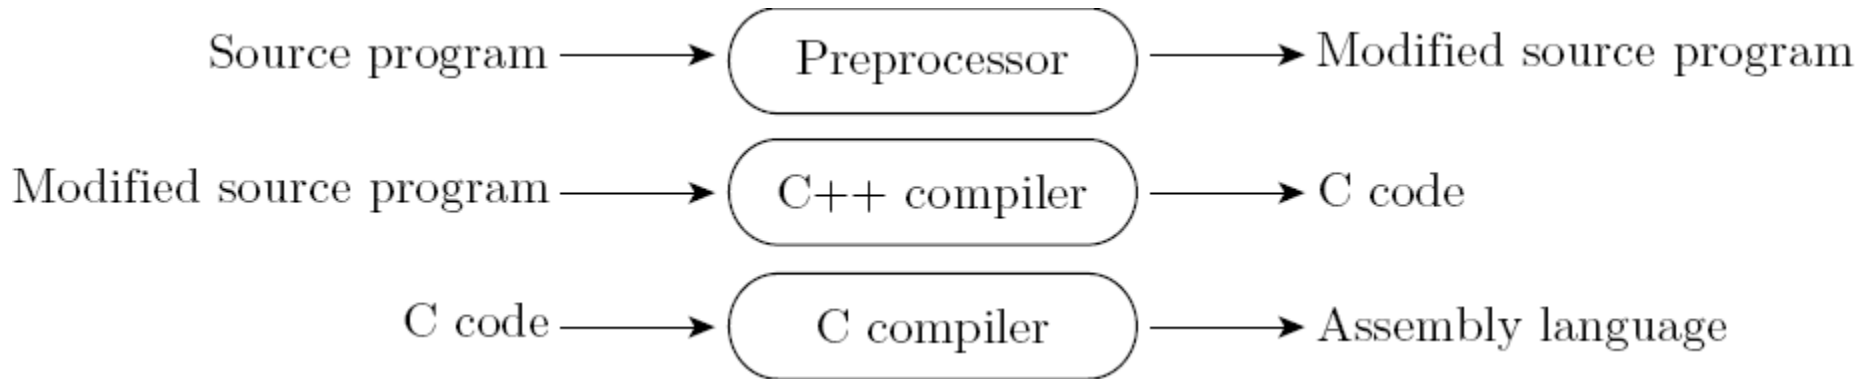 Source program Preprocessor Modified source program
Modified source program C++ compiler C code
C code C compiler Assembly language